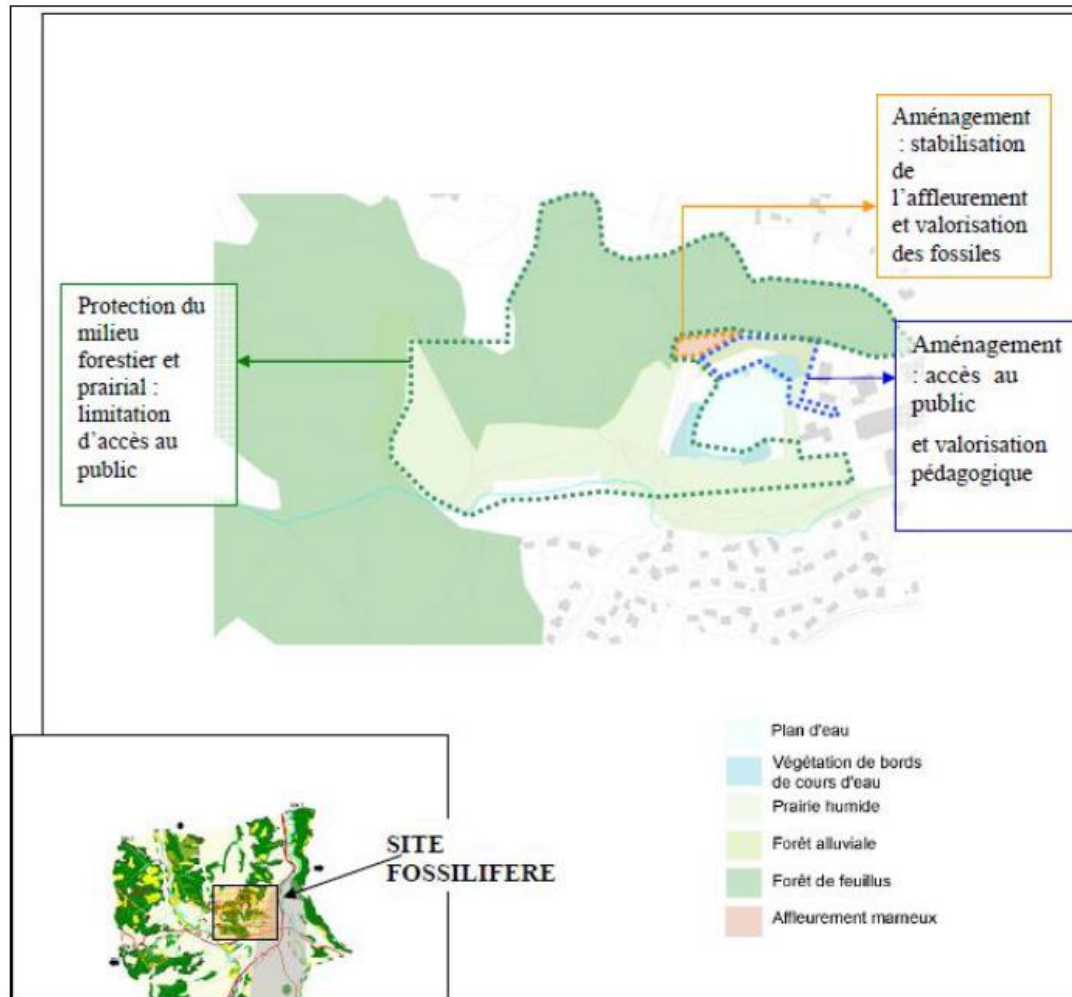 Aménagement
: stabilisation
de
l’affleurement
et valorisation
des fossiles
Protection du
milieu
forestier et
prairial :
limitation
d’accès au
public
Aménagement
: accès au
public
et valorisation
pédagogique
Plan d'eau
Végétation de bords
de cours d'eau
Prairie humide
Forêt alluviale
Forêt de feuillus
Affleurement marneux
SITE
FOSSILIFERE